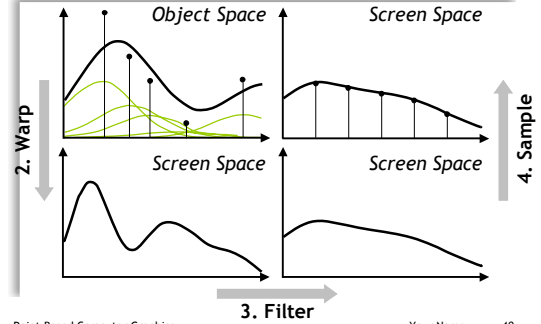 Object Space
Screen Space
2. Warp
4. Sample
Screen Space
Screen Space
3. Filter